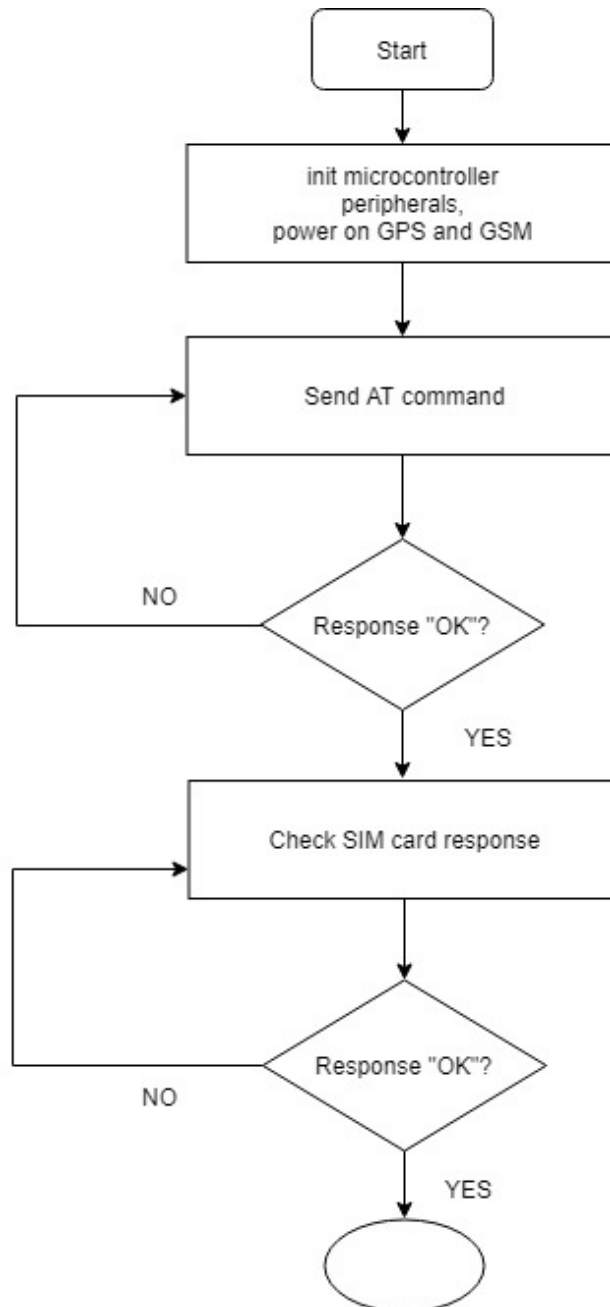 Start
init microcontroller
peripherals,
power on GPS and GSM
Send AT command
NO
Response "OK"?
YES
Check SIM card response
Response "OK"?
NO
YES